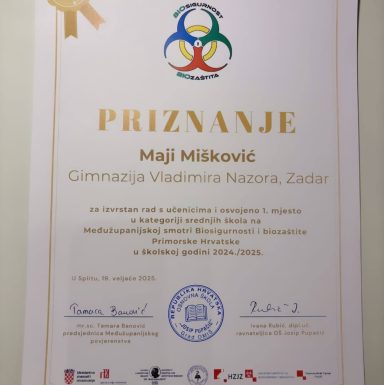 BIOSIGURNOST
BIOZAŠTITA
PRIZNANJE
Maji Mišković
Gimnazija Vladimira Nazora, Zadar
za izvrstan rad s učenicima i osvojeno 1. mjesto
u kategoriji srednjih škola na
Međužupanijskoj smotri Biosigurnosti i biozaštite
Primorske Hrvatske
u školskoj godini 2024./2025.
U Splitu, 19. veljače 2025.
Tamara Banović
mr.sc. Tamara Banović
predsjednica Međužupanijskog
povjerenstva
REPUBLIKA HRVATSKA
OSNOVNA ŠKOLA
Ivana Rubić, dipl.uč.
ravnateljica OŠ Josip Pupačić
HZJZ